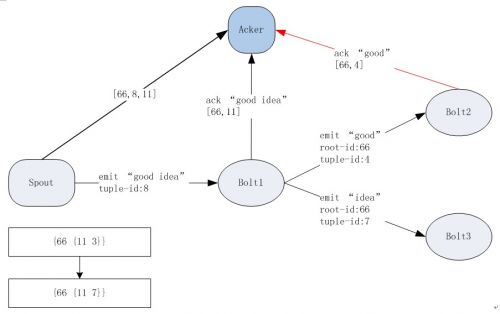 Acker
ack “good”
[66,4]
[66,8,11]
ack “good idea”
[66,11]
Bolt2
emit “good”
root-id:66
tuple-id:4
Spout
emit “good idea”
tuple-id:8
Bolt1
emit “idea”
root-id:66
tuple-id:7
Bolt3
{66 {11 3}}
{66 {11 7}}